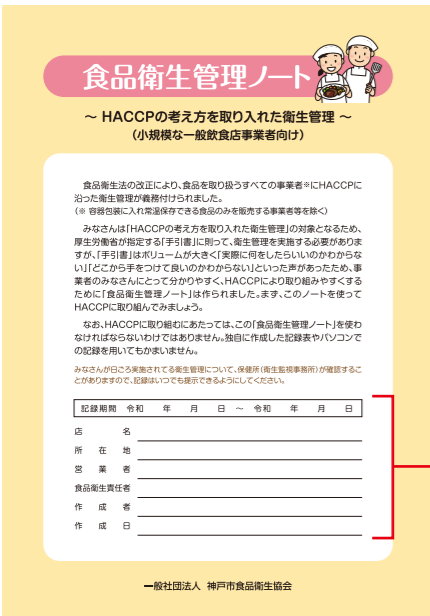 食品衛生管理ノート
～ HACCPの考え方を取り入れた衛生管理 ～
(小規模な一般飲食店事業者向け)
食品衛生法の改正により、食品を取り扱うすべての事業者※にHACCPに
沿った衛生管理が義務付けられました。
(※ 容器包装に入れ常温保存できる食品のみを販売する事業者等を除く)
みなさんは「HACCPの考え方を取り入れた衛生管理」の対象となるため、
厚生労働省が指定する「手引書」に則って、衛生管理を実施する必要がありま
すが、「手引書」はボリュームが大きく「実際に何をしたらいいのかわからな
い」「どこから手をつけて良いのかわからない」といった声があったため、事
業者のみなさんにとって分かりやすく、HACCPにより取り組みやすくする
ために「食品衛生管理ノート」は作られました。まず、このノートを使って
HACCPに取り組んでみましょう。
なお、HACCPに取り組むにあたっては、この「食品衛生管理ノート」を使わ
なければならないわけではありません。独自に作成した記録表やパソコンで
の記録を用いてもかまいません。
みなさんが日ごろ実施されてる衛生管理について、保健所(衛生監視事務所)が確認するこ
とがありますので、記録はいつでも提示できるようにしてください。
記録期間 令和 年 月 日 ～ 令和 年 月 日
店名
所在地
営業者
食品衛生責任者
作成者
作成日
一般社団法人 神戸市食品衛生協会